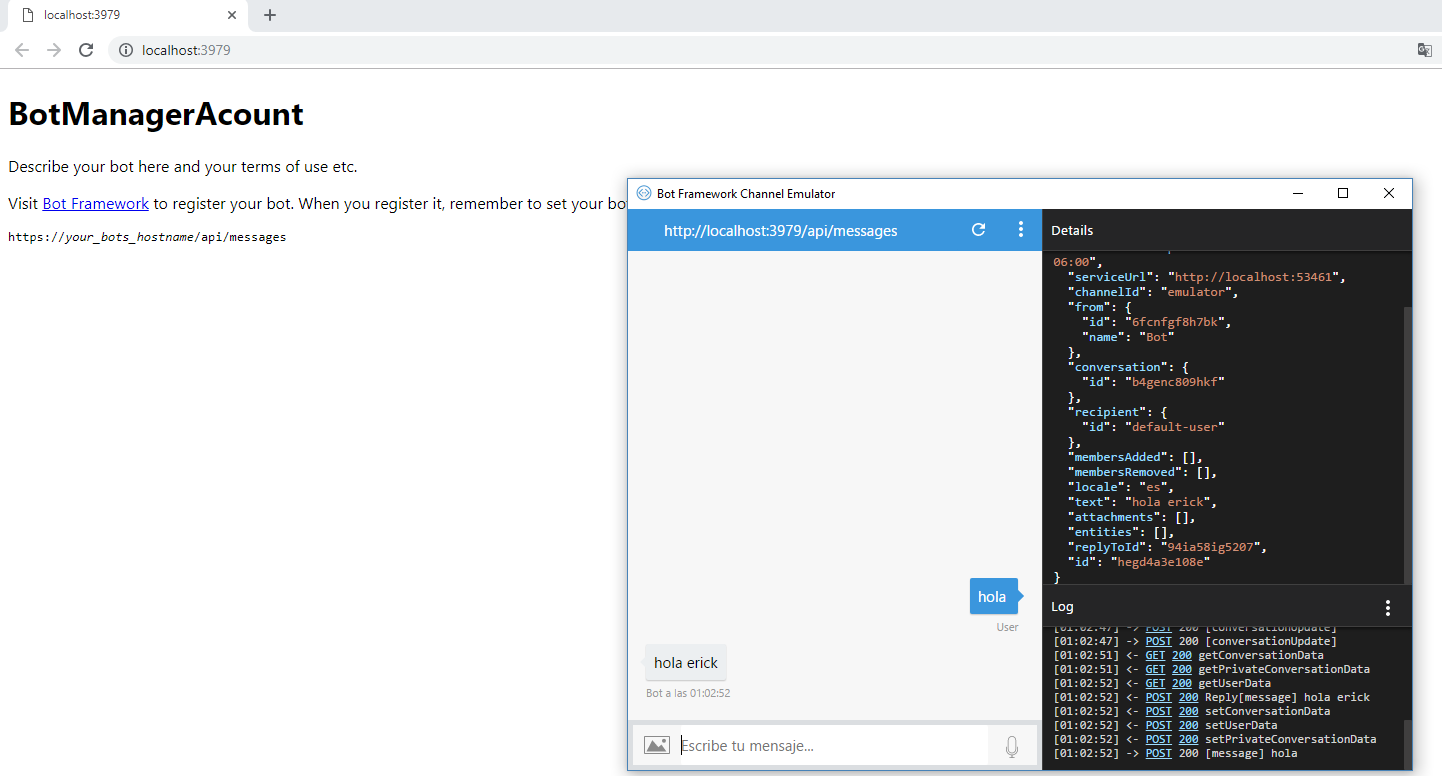 localhost:3979
localhost:3979
BotManagerAcount
Describe your bot here and your terms of use etc.
Visit Bot Framework to register your bot. When you register it, remember to set your bo
https://your_bots_hostname/api/messages
Bot Framework Channel Emulator
http://localhost:3979/api/messages
hola
User
hola erick
Bot a las 01:02:52
Escribe tu mensaje...
Details
06:00",
"serviceUrl": "http://localhost:53461",
"channelId": "emulator",
"from": {
"id": "6fcnfgf8h7bk",
"name": "Bot"
},
"conversation": {
"id": "b4genc809hkf"
},
"recipient": {
"id": "default-user"
},
"membersAdded": [],
"membersRemoved": [],
"locale": "es",
"text": "hola erick",
"attachments": [],
"entities": [],
"replyToId": "94ia58ig5207",
"id": "hegd4a3e108e"
}
Log
[01:02:47] -> POST 200 [conversationUpdate]
[01:02:47] -> POST 200 [conversationUpdate]
[01:02:51] <- GET 200 getConversationData
[01:02:51] <- GET 200 getPrivateConversationData
[01:02:52] <- GET 200 getUserData
[01:02:52] <- POST 200 Reply[message] hola erick
[01:02:52] <- POST 200 setConversationData
[01:02:52] <- POST 200 setUserData
[01:02:52] <- POST 200 setPrivateConversationData
[01:02:52] -> POST 200 [message] hola